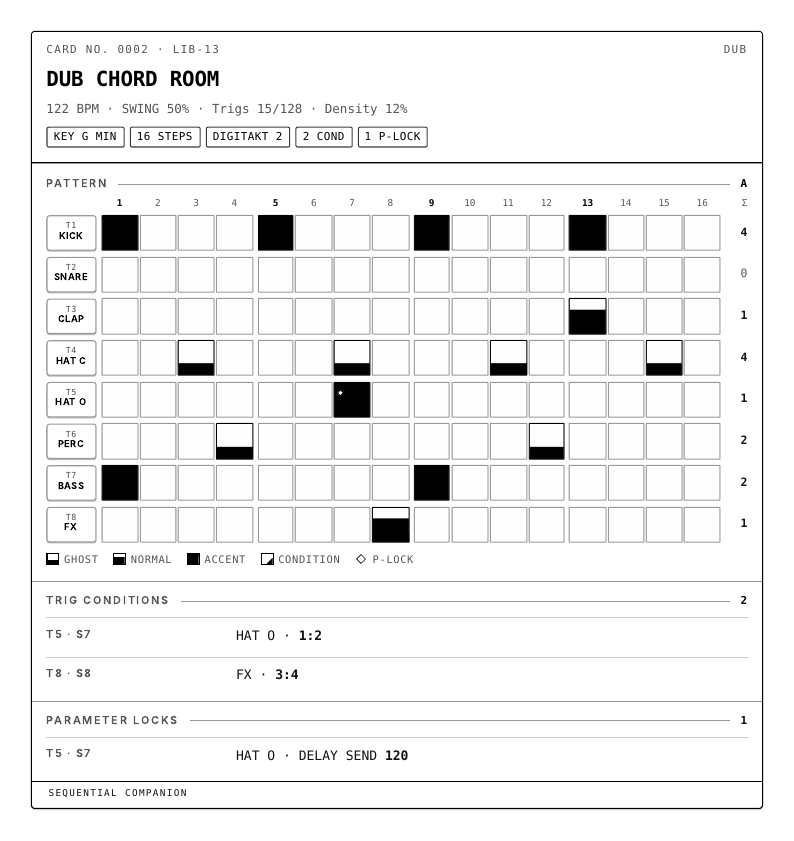 CARD NO. 0002 · LIB-13 DUB
DUB CHORD ROOM
122 BPM · SWING 50% · Trigs 15/128 · Density 12%
KEY G MIN 16 STEPS DIGITAKT 2 2 COND 1 P-LOCK
PATTERN A
1 2 3 4 5 6 7 8 9 10 11 12 13 14 15 16 Σ
T1
KICK 4
T2
SNARE 0
T3
CLAP 1
T4
HAT C 4
T5
HAT O 1
T6
PERC 2
T7
BASS 2
T8
FX 1
GHOST NORMAL ACCENT CONDITION P-LOCK
TRIG CONDITIONS 2
T5 · S7 HAT O · 1:2
T8 · S8 FX · 3:4
PARAMETER LOCKS 1
T5 · S7 HAT O · DELAY SEND 120
SEQUENTIAL COMPANION